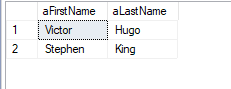 aFirstName aLastName
1 Victor Hugo
2 Stephen King